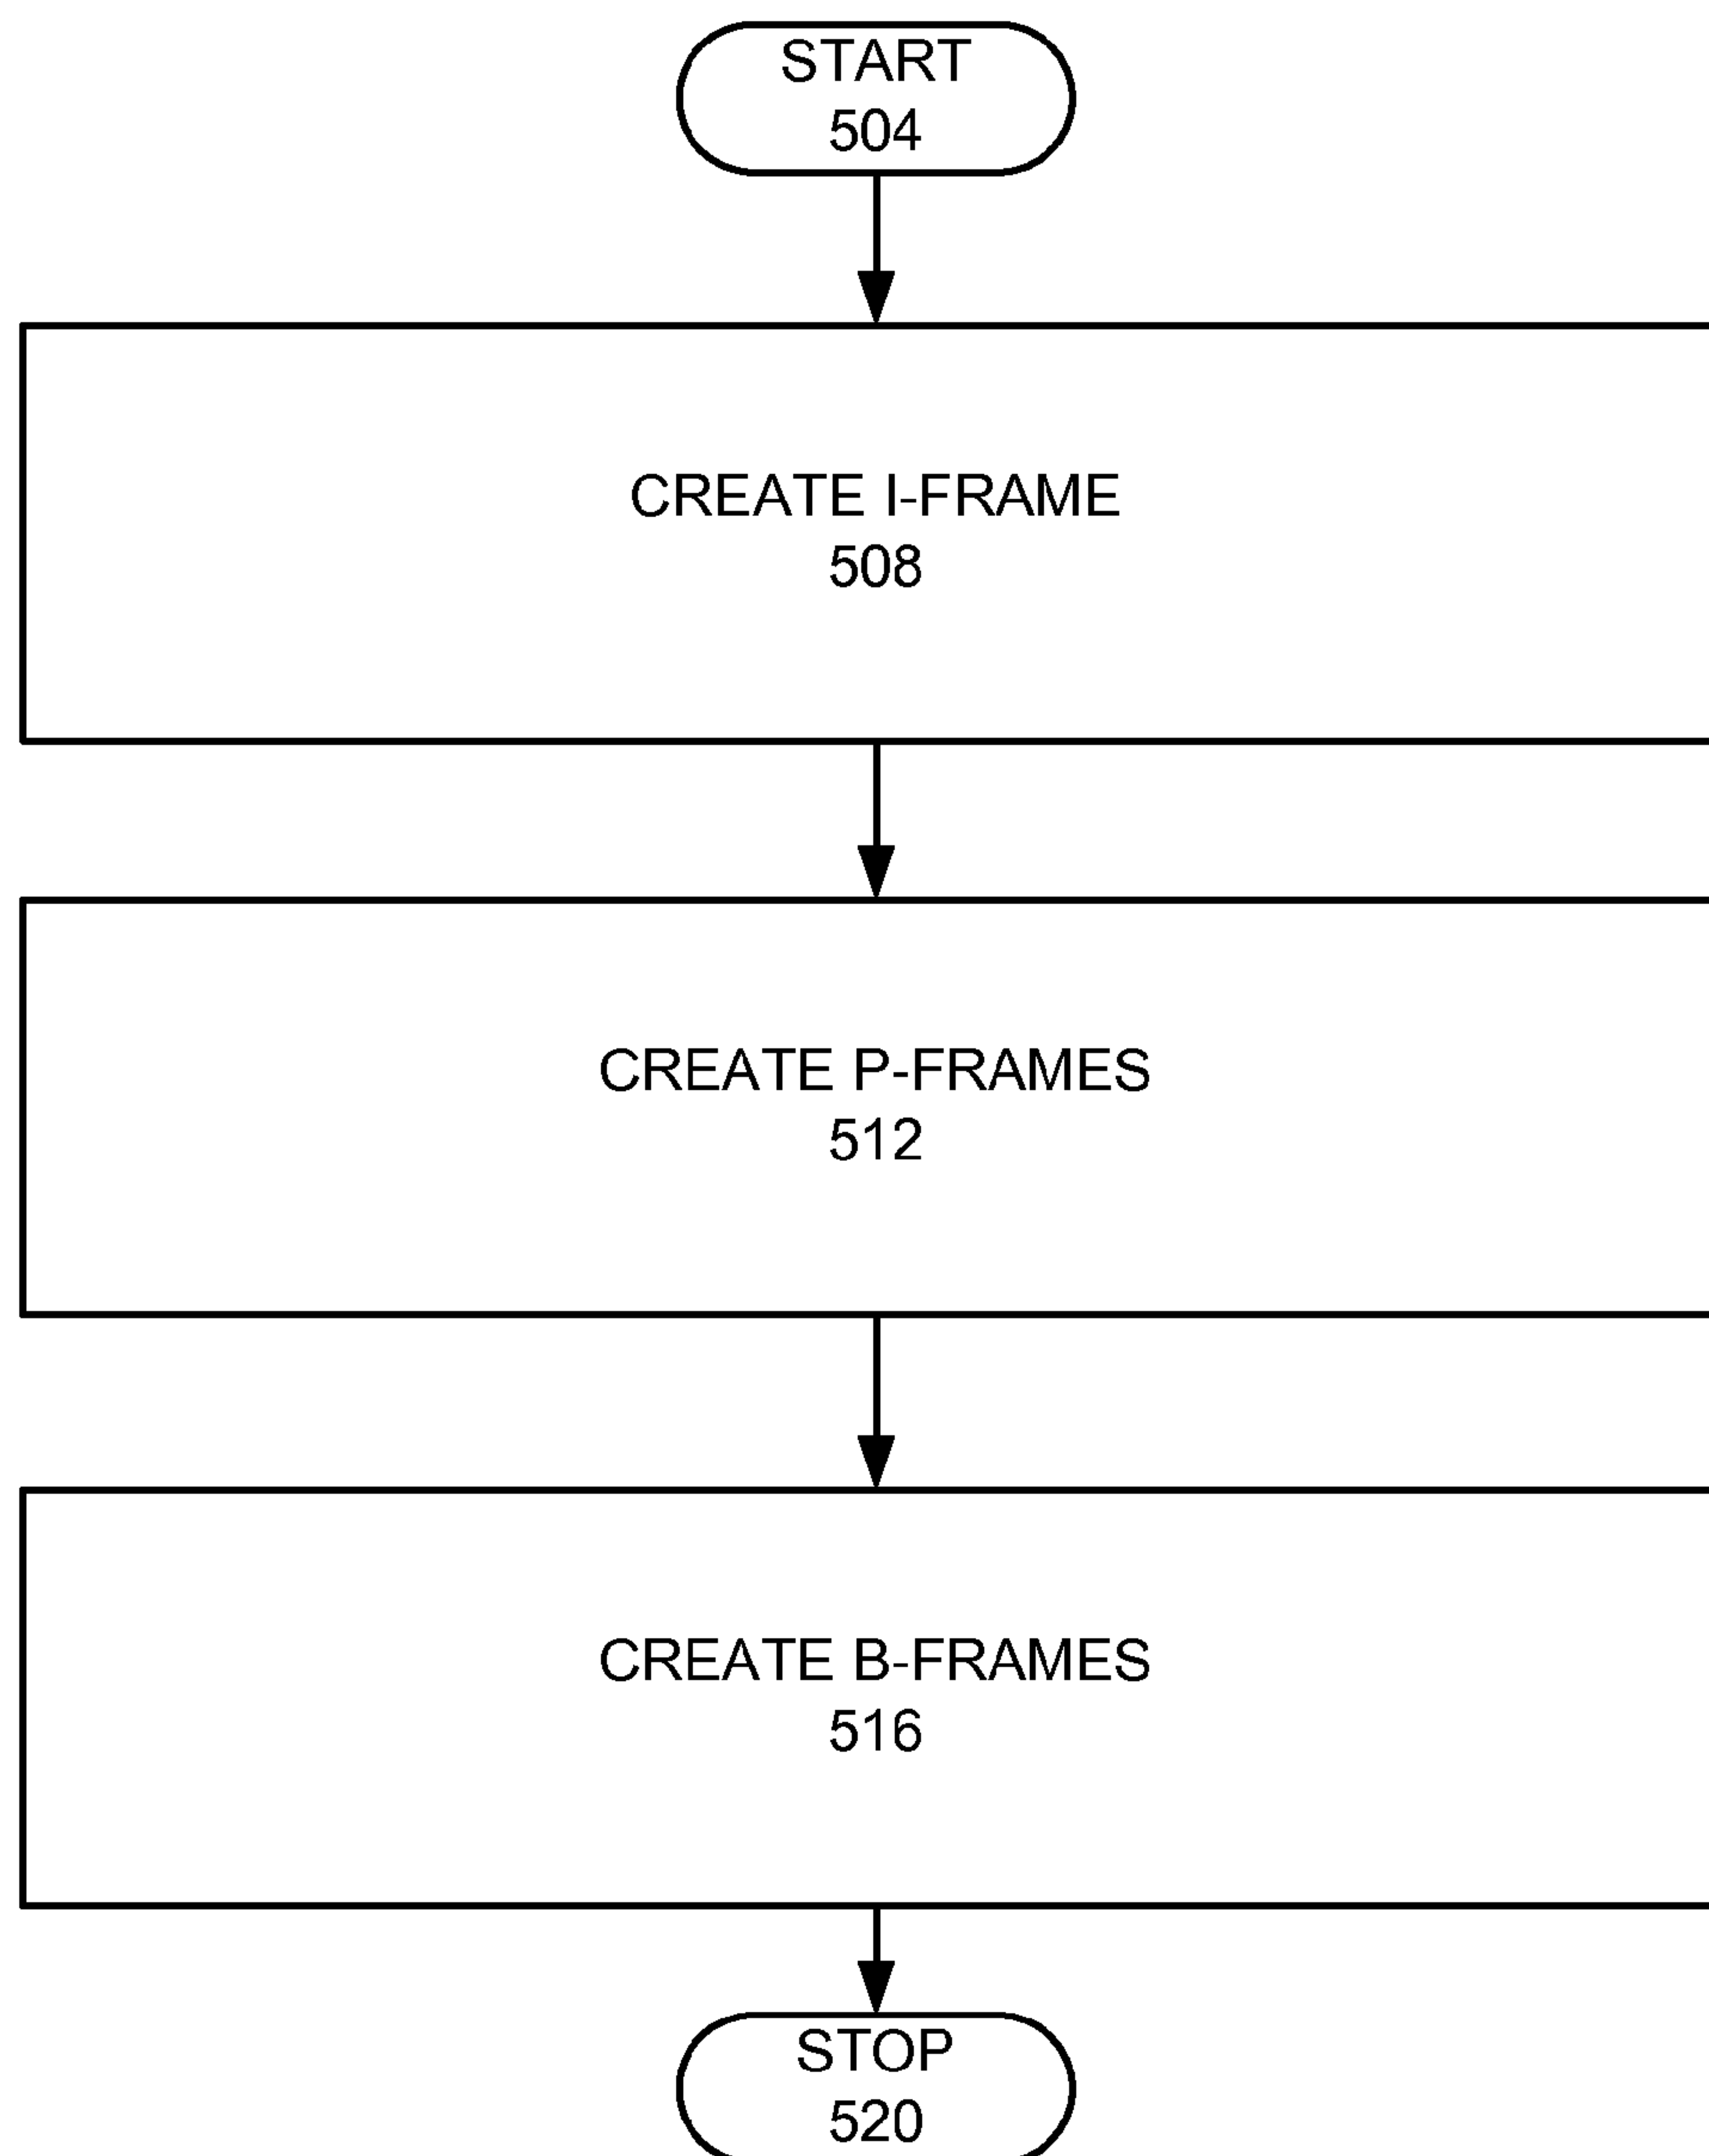 START
504
CREATE I-FRAME
508
CREATE P-FRAMES
512
CREATE B-FRAMES
516
STOP
520